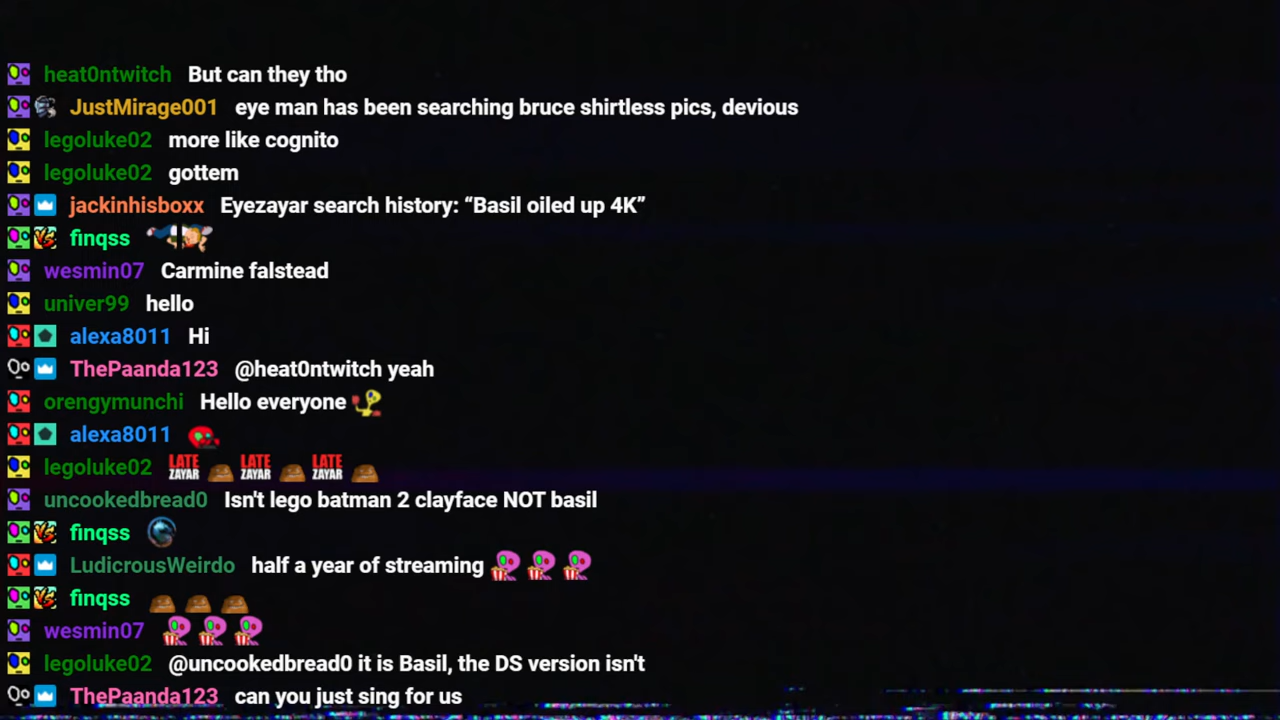 heat0ntwitch But can they tho
JustMirage001 eye man has been searching bruce shirtless pics, devious
legoluke02 more like cognito
legoluke02 gottem
jackinhisboxx Eyezayar search history: “Basil oiled up 4K”
finqss
wesmin07 Carmine falstead
univer99 hello
alexa8011 Hi
ThePaanda123 @heat0ntwitch yeah
orengymunchi Hello everyone
alexa8011
legoluke02 LATE ZAYAR LATE ZAYAR LATE ZAYAR
uncookedbread0 Isn't lego batman 2 clayface NOT basil
finqss
LudicrousWeirdo half a year of streaming
finqss
wesmin07
legoluke02 @uncookedbread0 it is Basil, the DS version isn't
ThePaanda123 can you just sing for us